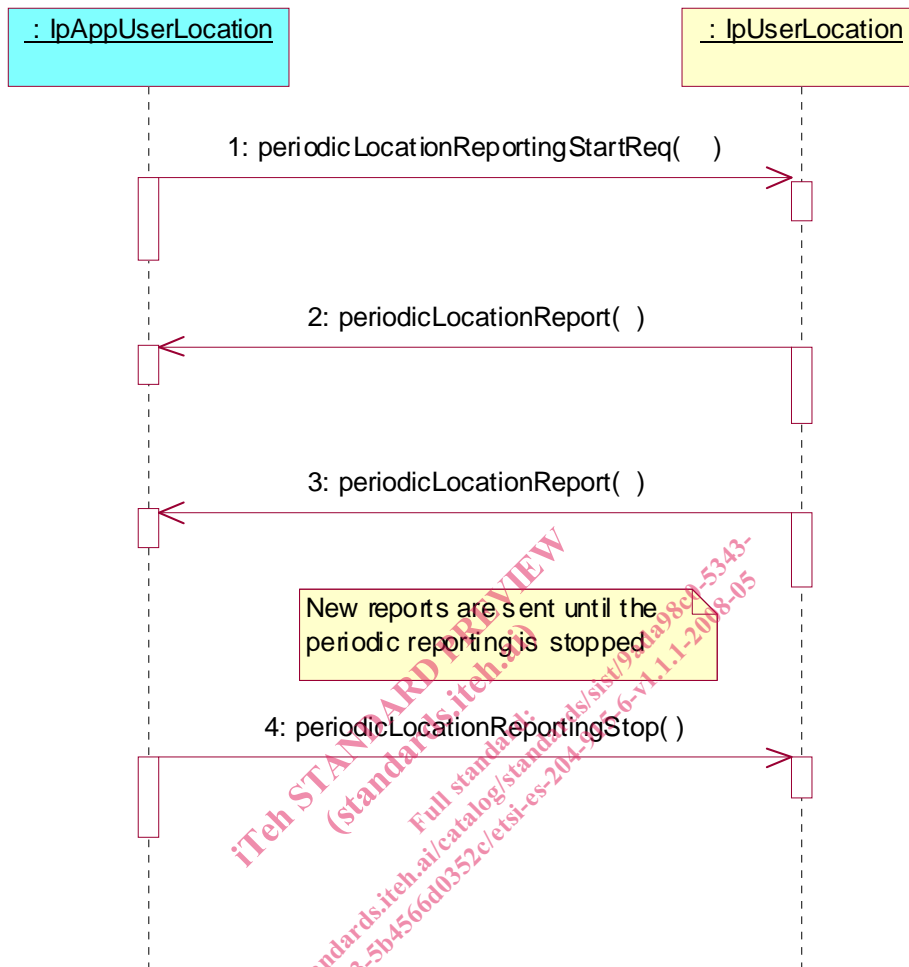 : IpAppUserLocation
: IpUserLocation
1: periodicLocationReportingStartReq( )
2: periodicLocationReport( )
3: periodicLocationReport( )
New reports are sent until the
periodic reporting is stopped
4: periodicLocationReportingStop( )
iTeh STANDARD PREVIEW
(standards.iteh.ai)
Full standard: